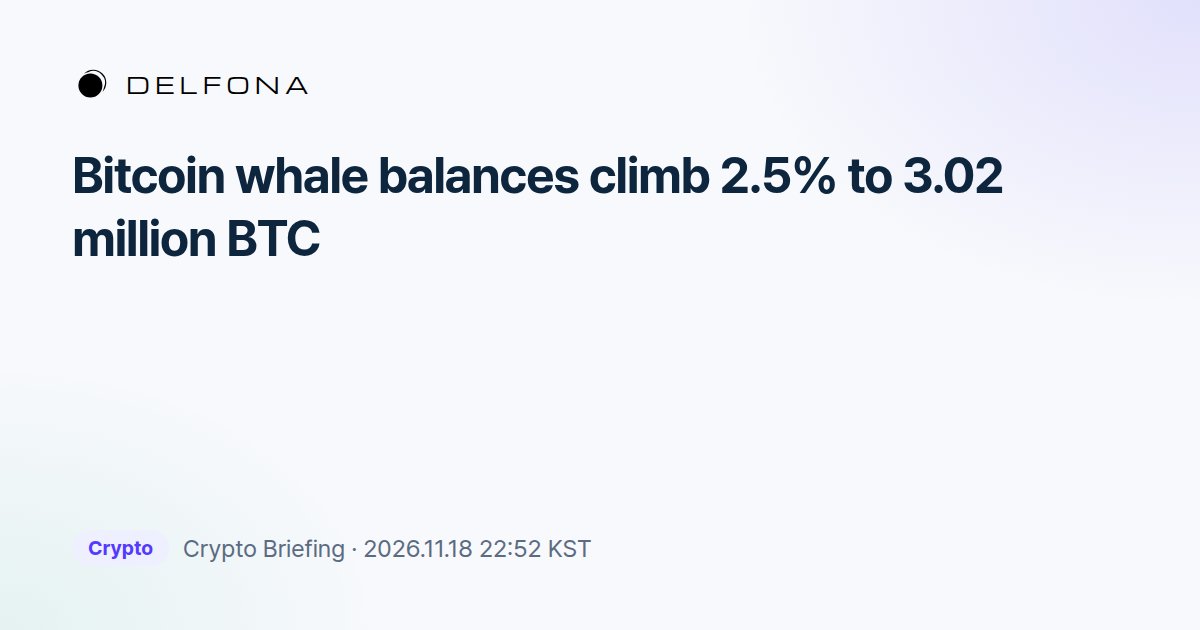 DELFONA
Bitcoin whale balances climb 2.5% to 3.02
million BTC
Crypto Crypto Briefing · 2026.11.18 22:52 KST